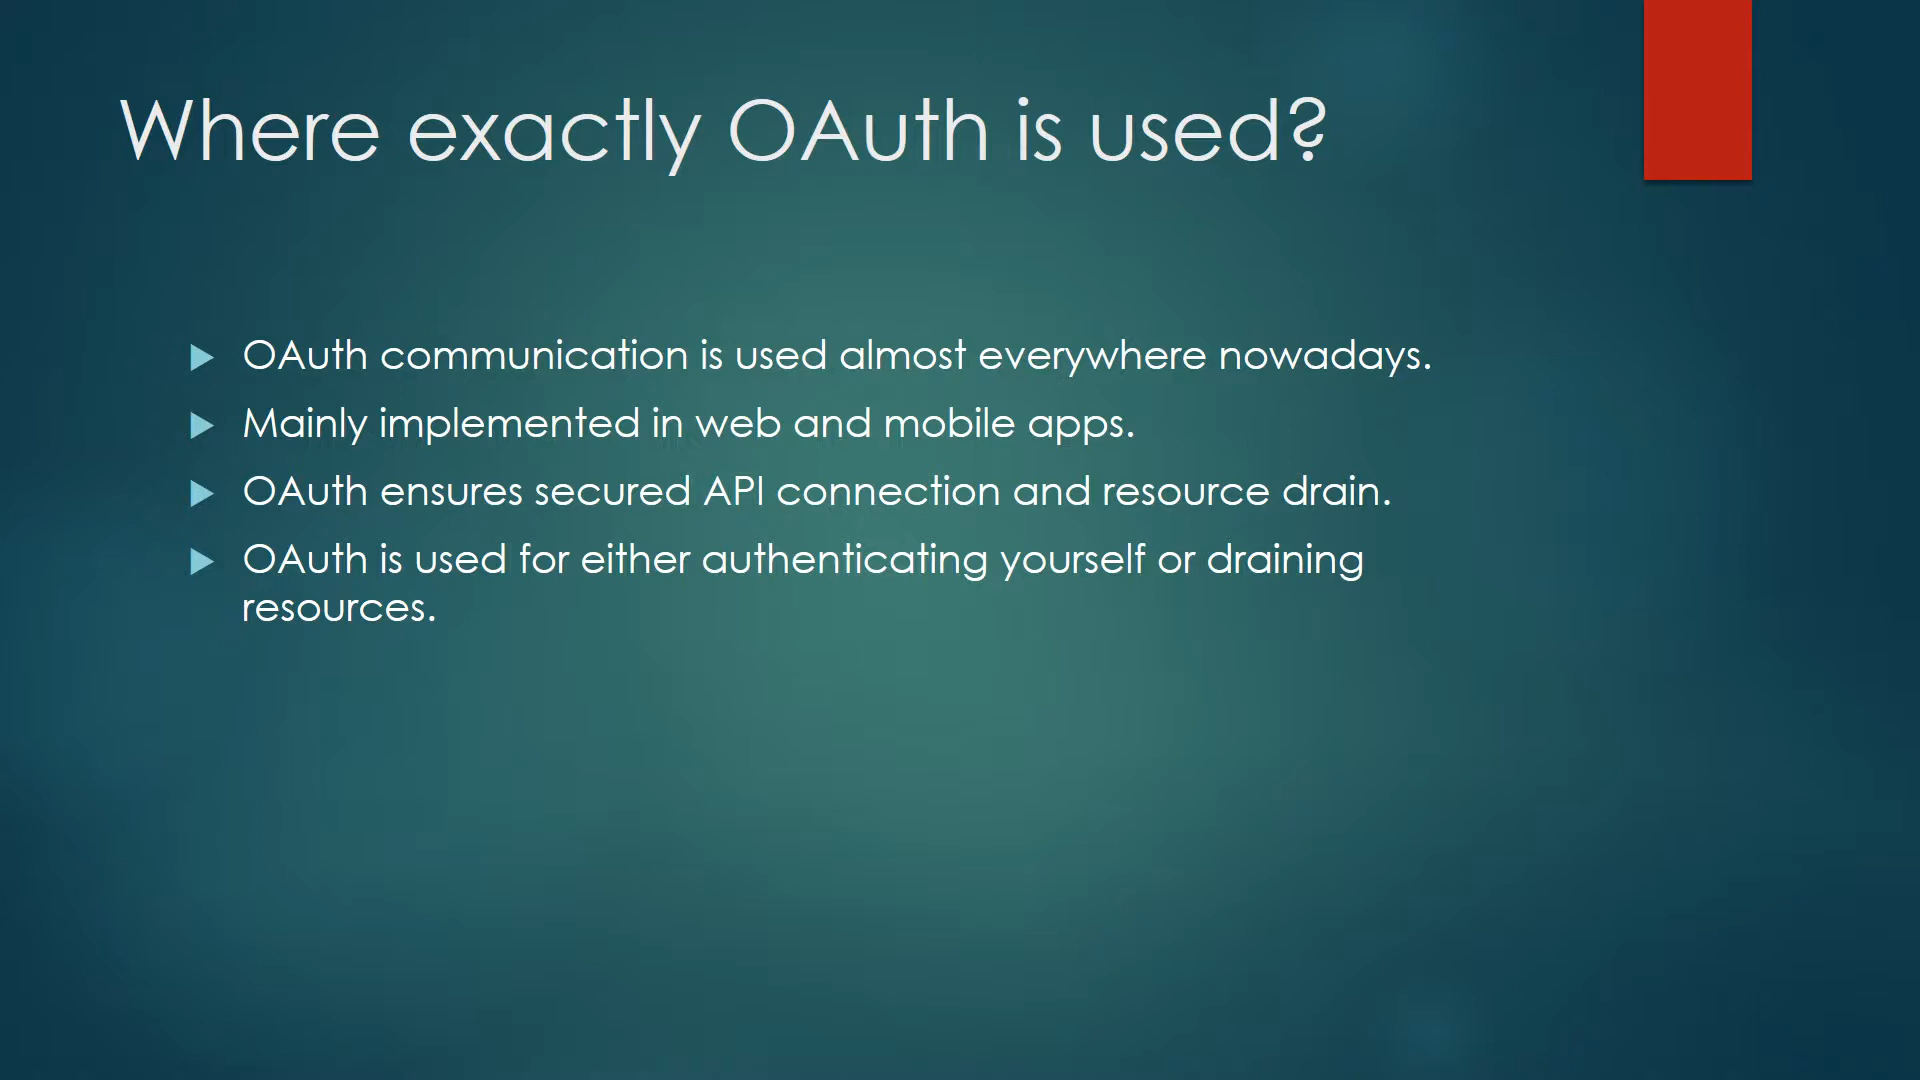 Where exactly OAuth is used?
OAuth communication is used almost everywhere nowadays.
Mainly implemented in web and mobile apps.
OAuth ensures secured API connection and resource drain.
OAuth is used for either authenticating yourself or draining
resources.